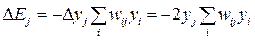 ΔE_j = −Δy_j ∑_i w_ij y_i = −2y_j ∑_i w_ij y_i